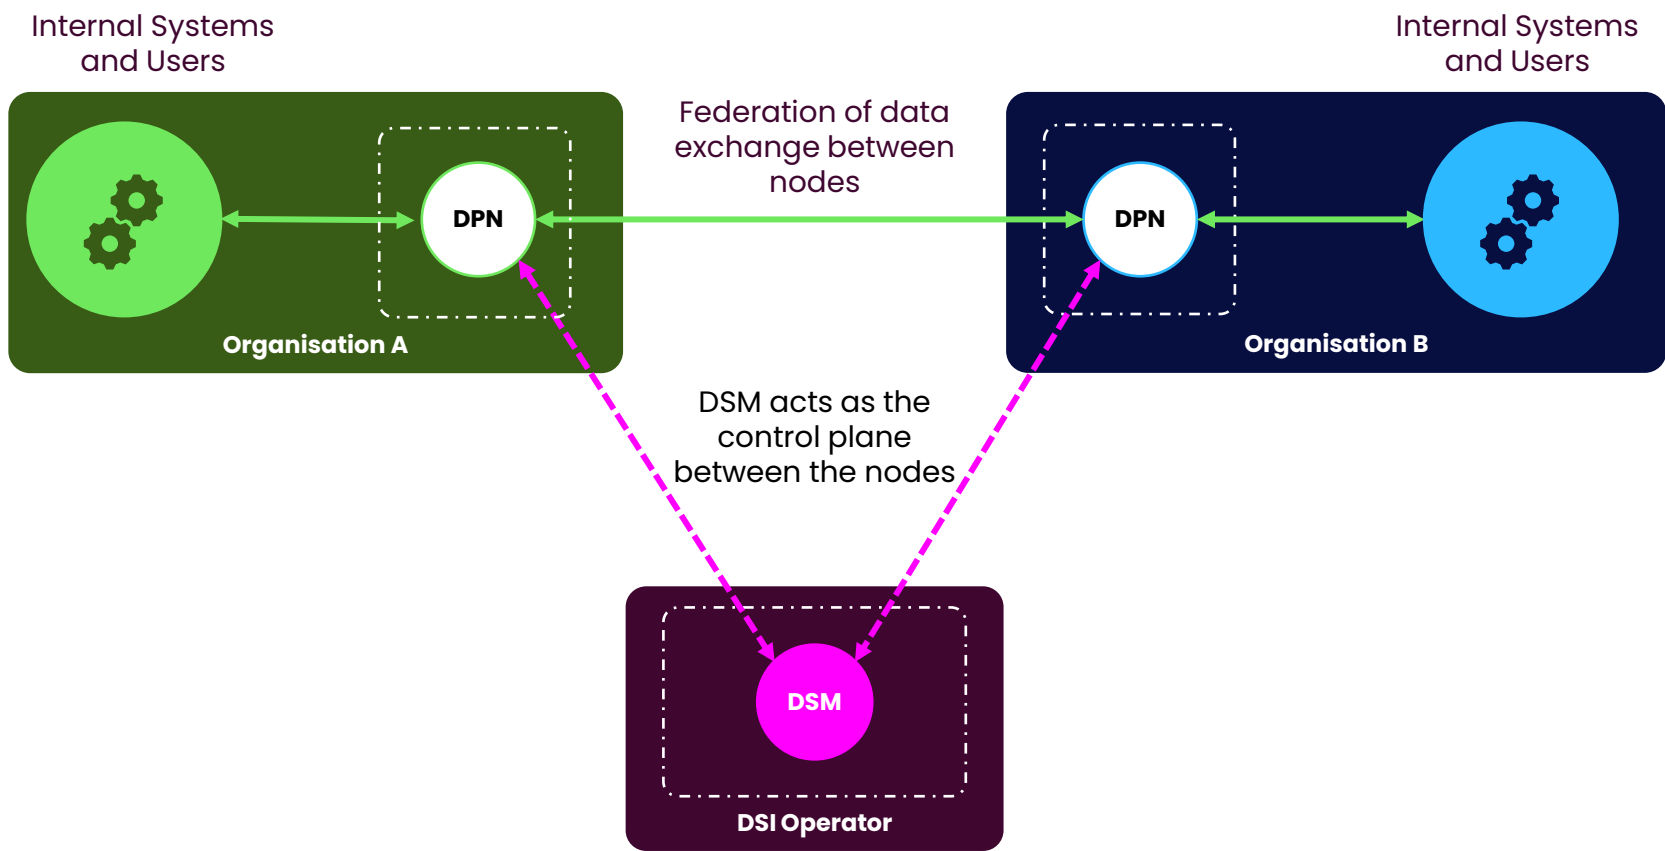 Internal Systems
and Users
Internal Systems
and Users
Federation of data
exchange between
nodes
DPN
DPN
Organisation A
Organisation B
DSM acts as the
control plane
between the nodes
DSM
DSI Operator